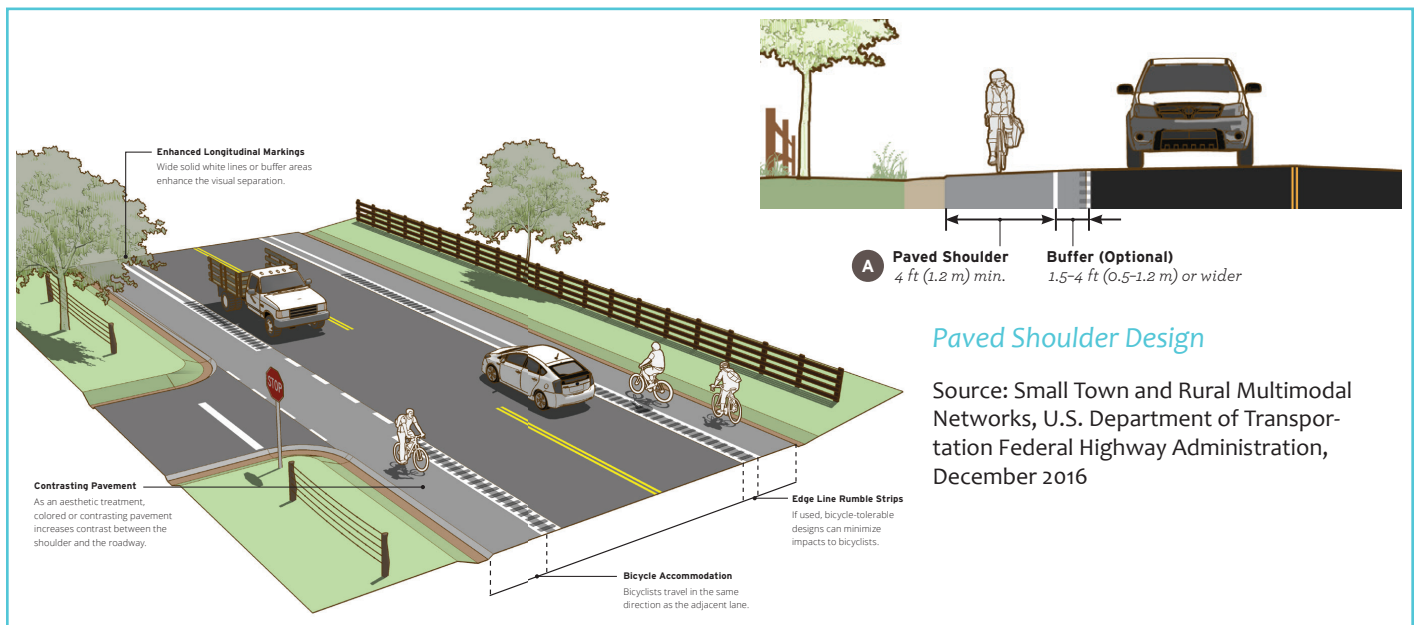 Enhanced Longitudinal Markings
Wide solid white lines or buffer areas
enhance the visual separation.
STOP
Contrasting Pavement
As an aesthetic treatment,
colored or contrasting pavement
increases contrast between the
shoulder and the roadway.
Edge Line Rumble Strips
If used, bicycle-tolerable
designs can minimize
impacts to bicyclists.
Bicycle Accommodation
Bicyclists travel in the same
direction as the adjacent lane.
A
Paved Shoulder
4 ft (1.2 m) min.
Buffer (Optional)
1.5–4 ft (0.5–1.2 m) or wider
Paved Shoulder Design
Source: Small Town and Rural Multimodal
Networks, U.S. Department of Transpor-
tation Federal Highway Administration,
December 2016